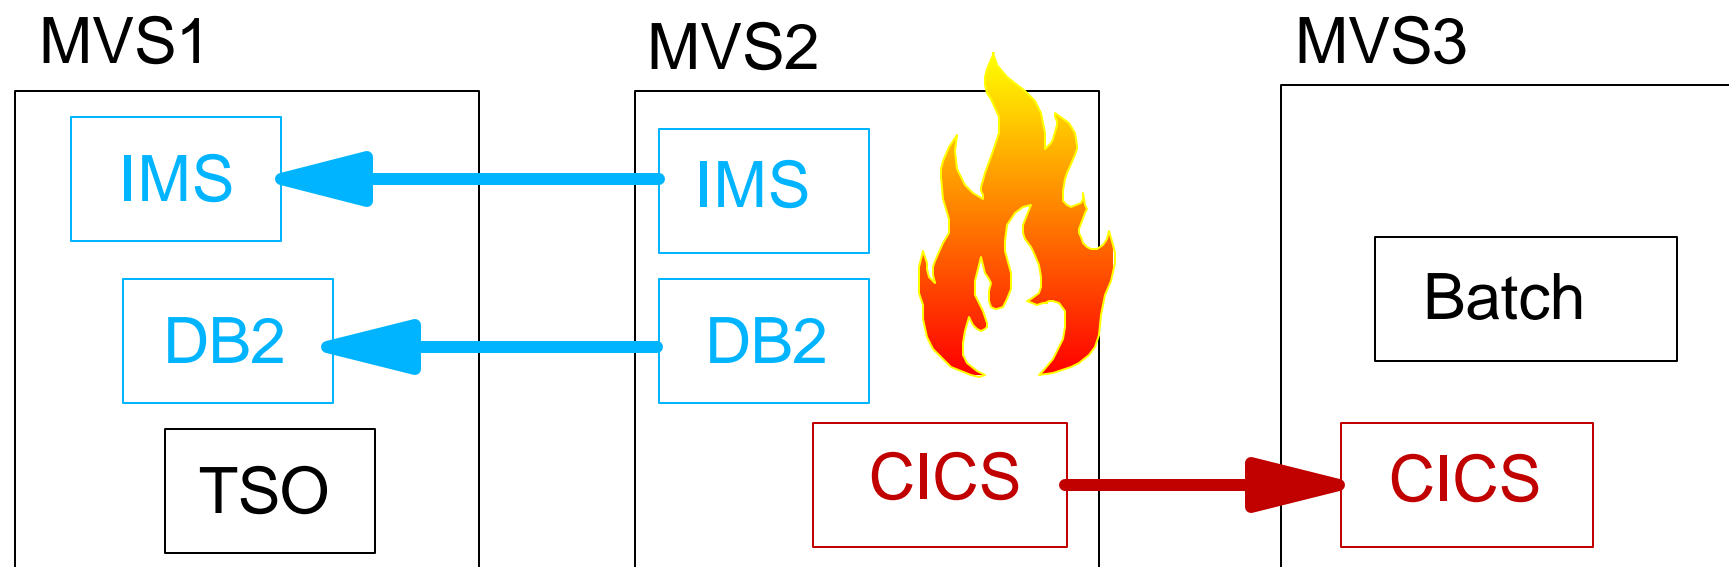 MVS1
IMS
DB2
TSO
MVS2
IMS
DB2
CICS
MVS3
Batch
CICS